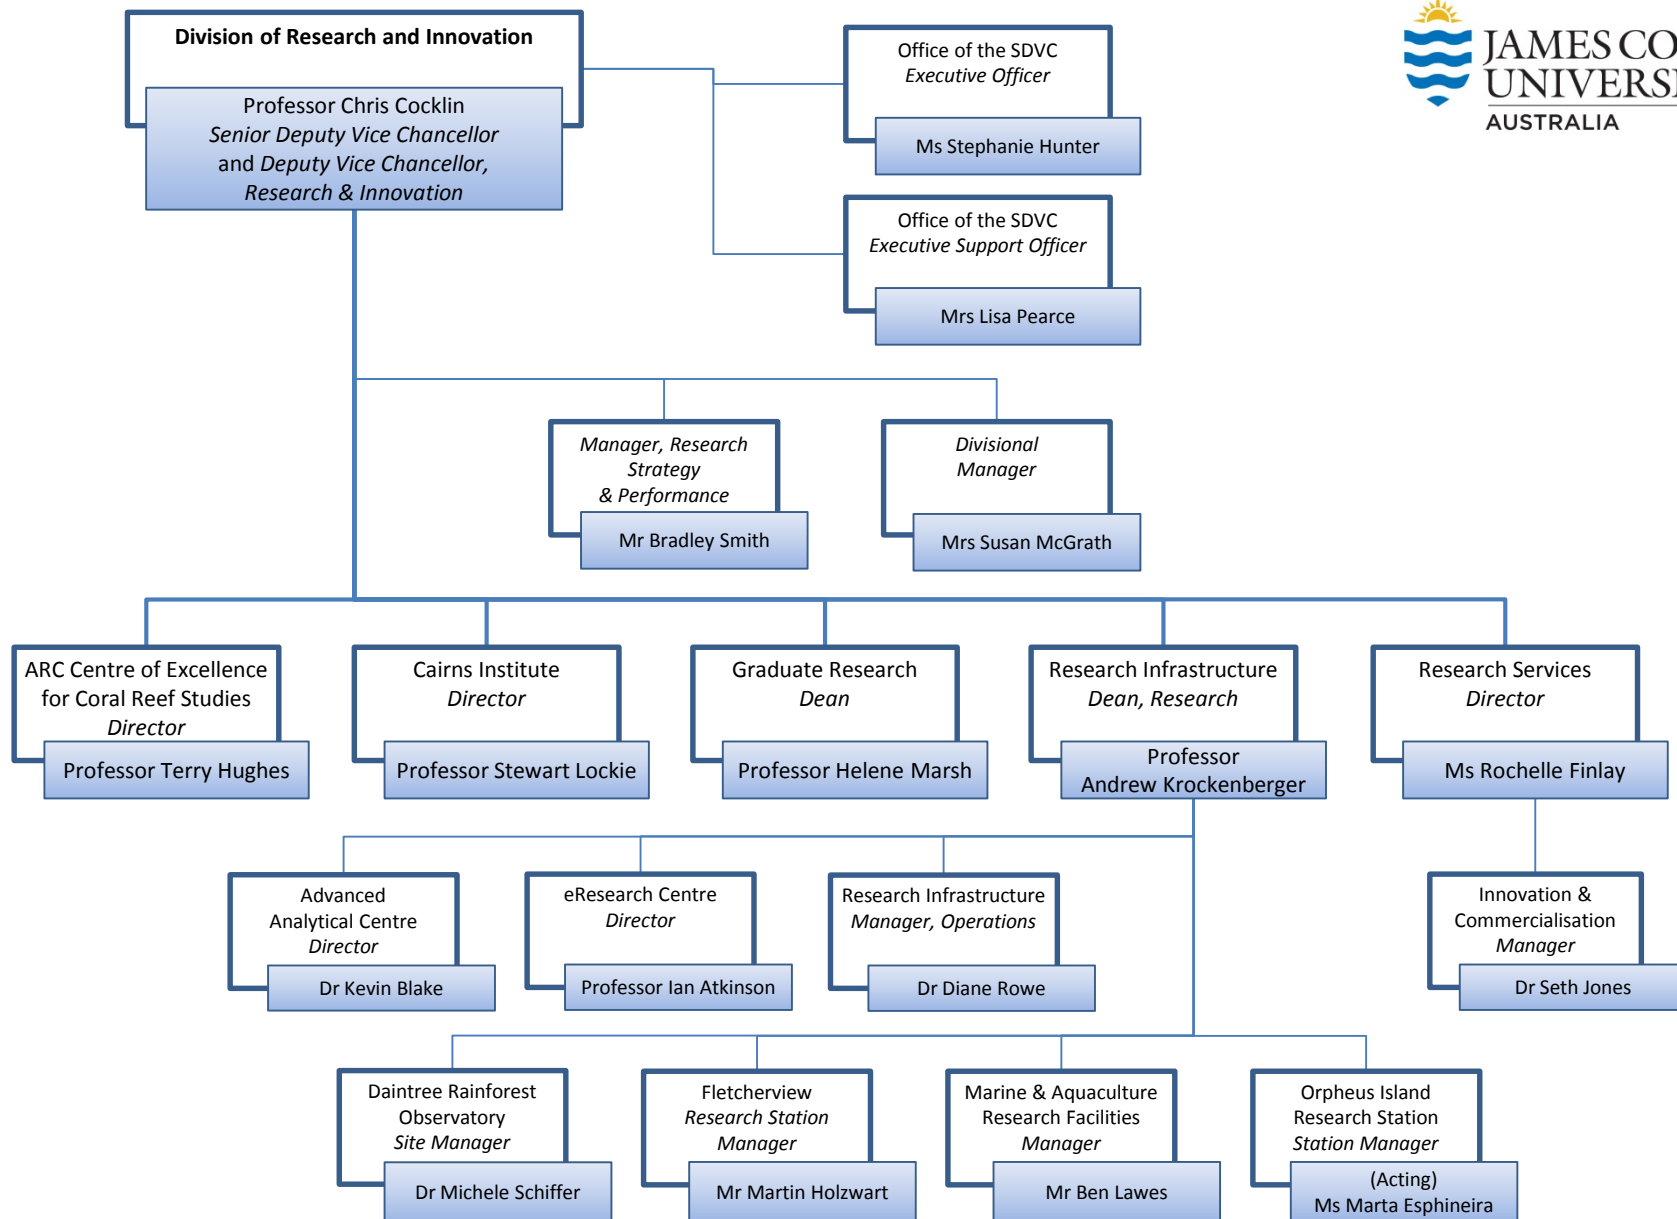 Division of Research and Innovation
Professor Chris Cocklin
Senior Deputy Vice Chancellor
and Deputy Vice Chancellor,
Research & Innovation
Office of the SDVC
Executive Officer
Ms Stephanie Hunter
JAMES CO
UNIVERSI
AUSTRALIA
Office of the SDVC
Executive Support Officer
Mrs Lisa Pearce
Manager, Research
Strategy
& Performance
Mr Bradley Smith
Divisional
Manager
Mrs Susan McGrath
ARC Centre of Excellence
for Coral Reef Studies
Director
Professor Terry Hughes
Cairns Institute
Director
Professor Stewart Lockie
Graduate Research
Dean
Professor Helene Marsh
Research Infrastructure
Dean, Research
Professor
Andrew Krockenberger
Research Services
Director
Ms Rochelle Finlay
Advanced
Analytical Centre
Director
Dr Kevin Blake
eResearch Centre
Director
Professor Ian Atkinson
Research Infrastructure
Manager, Operations
Dr Diane Rowe
Innovation &
Commercialisation
Manager
Dr Seth Jones
Daintree Rainforest
Observatory
Site Manager
Dr Michele Schiffer
Fletcherview
Research Station
Manager
Mr Martin Holzwart
Marine & Aquaculture
Research Facilities
Manager
Mr Ben Lawes
Orpheus Island
Research Station
Station Manager
(Acting)
Ms Marta Esphineira